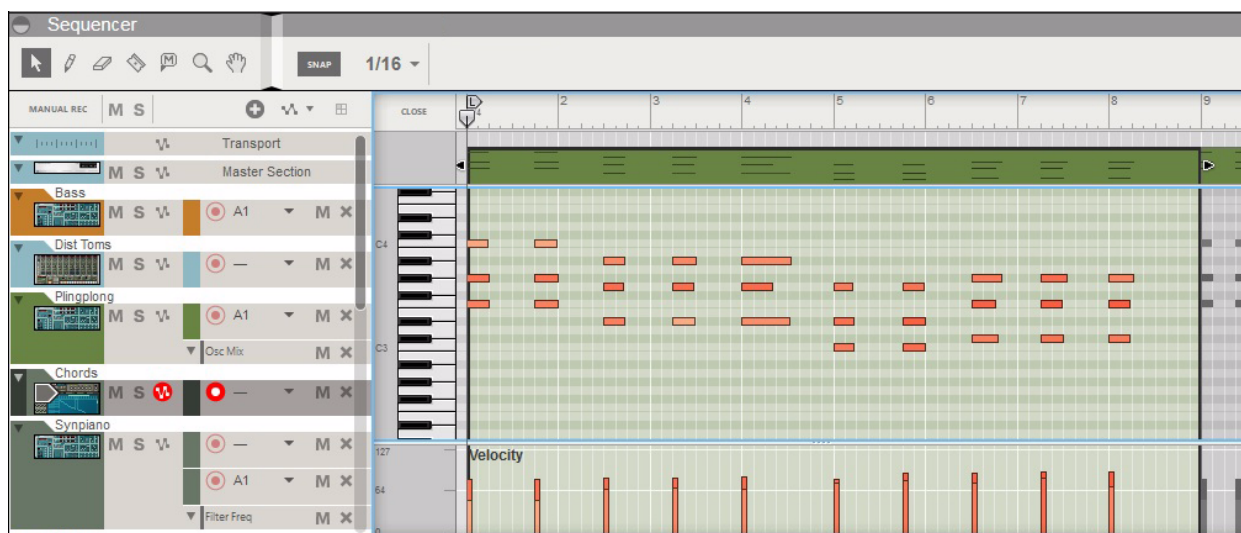 Sequencer
M
SNAP
1/16
MANUAL REC
M S
CLOSE
L
4
2
3
4
5
6
7
8
9
Transport
M S
Master Section
Bass
M S
A1
M
Dist Toms
M S
—
M
Plingplong
M S
A1
M
Osc Mix
M
Chords
M S
—
M
Synpiano
M S
—
M
A1
M
Filter Freq
M
C4
C3
127
Velocity
64
0